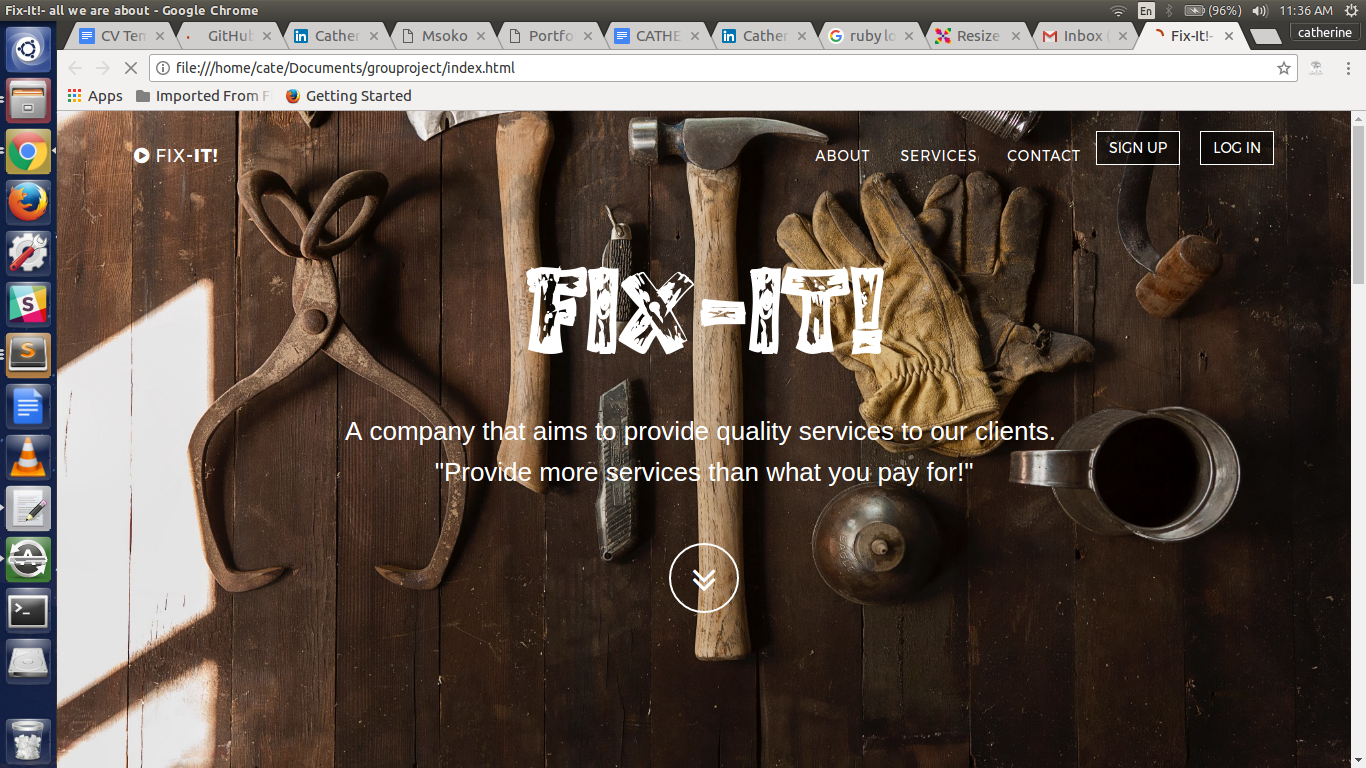 Fix-It!- all we are about - Google Chrome
En
(96%)
11:36 AM
CV Tem
GitHub
Cather
Msoko
Portfo
CATHE
Cather
ruby lo
Resize
Inbox (
Fix-It!-
catherine
file:///home/cate/Documents/grouproject/index.html
Apps
Imported From F
Getting Started
FIX-IT!
ABOUT
SERVICES
CONTACT
SIGN UP
LOG IN
FIX-IT!
A company that aims to provide quality services to our clients.
"Provide more services than what you pay for!"